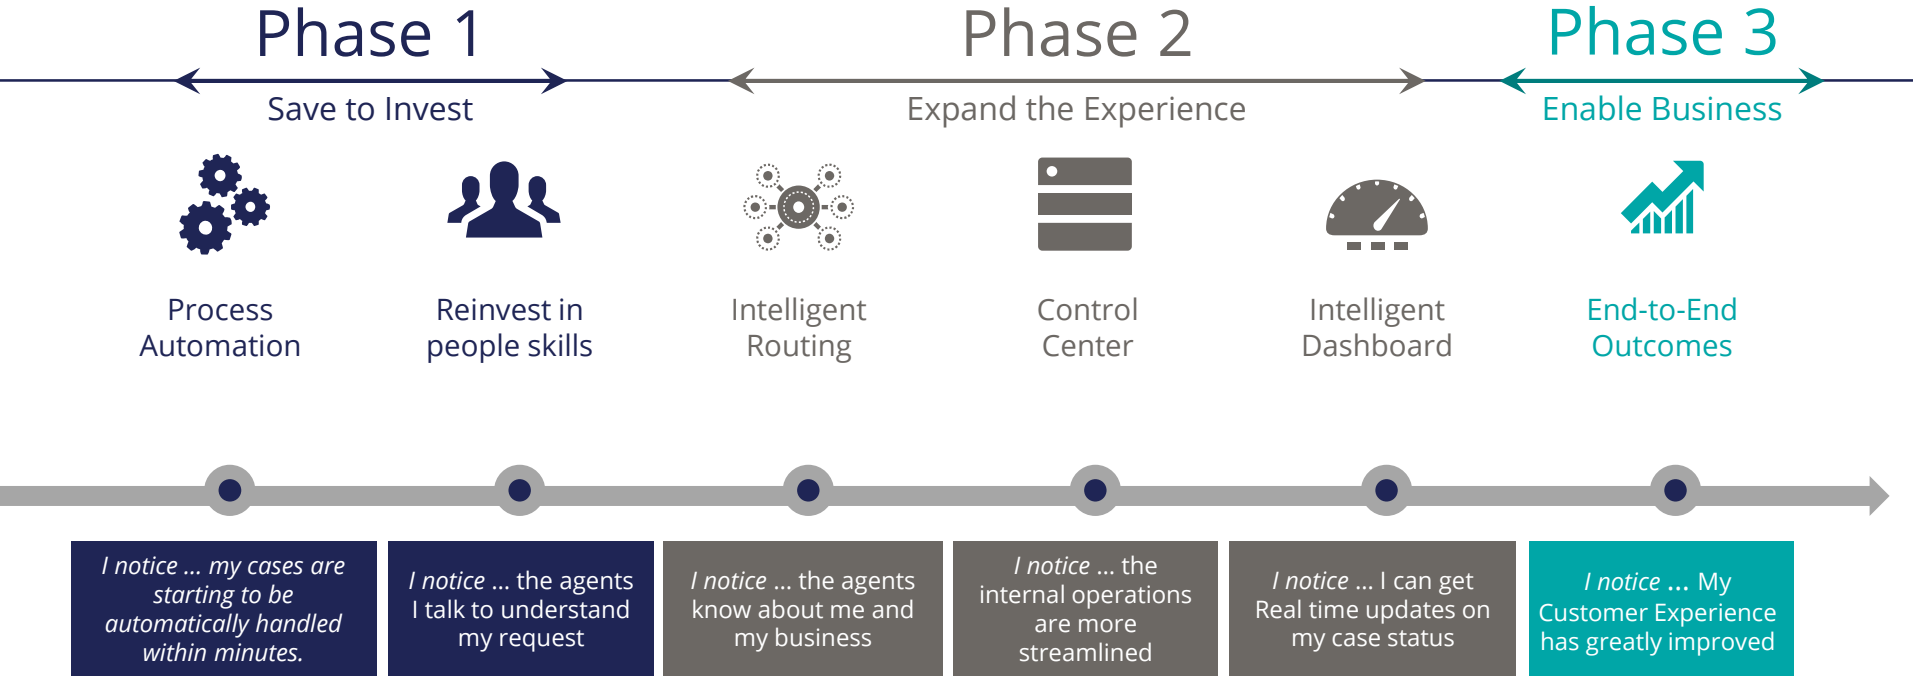 Phase 1
Save to Invest
Phase 2
Expand the Experience
Phase 3
Enable Business
Process
Automation
Reinvest in
people skills
Intelligent
Routing
Control
Center
Intelligent
Dashboard
End-to-End
Outcomes
I notice ... my cases are
starting to be
automatically handled
within minutes.
I notice ... the agents
I talk to understand
my request
I notice ... the agents
know about me and
my business
I notice ... the
internal operations
are more
streamlined
I notice ... I can get
Real time updates on
my case status
I notice ... My
Customer Experience
has greatly improved